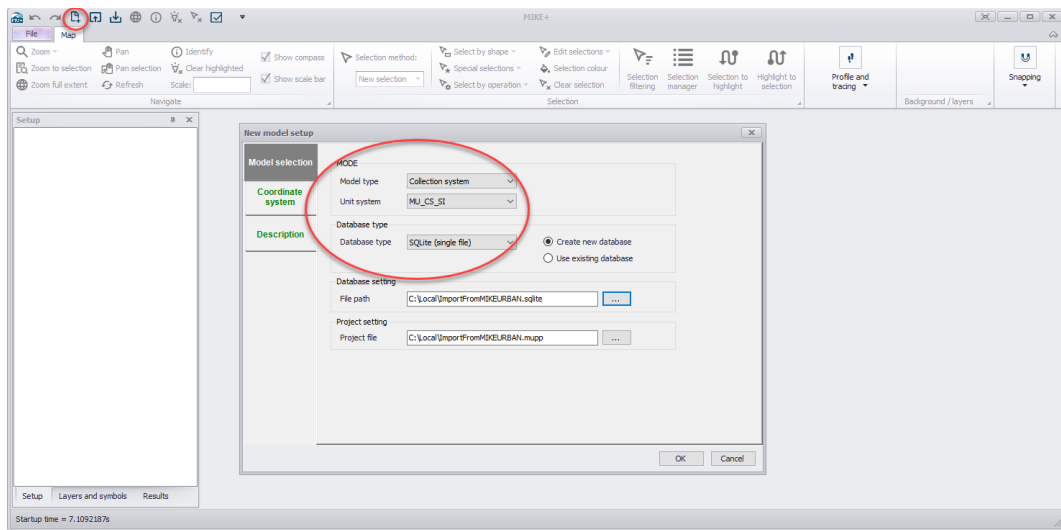 MIKE+
File Map
Zoom Pan Identify
Zoom to selection Pan selection Clear highlighted
Zoom full extent Refresh Scale:
Show compass
Show scale bar
Navigate
Selection method:
New selection
Select by shape Edit selections
Special selections Selection colour
Select by operation Clear selection
Selection filtering
Selection manager
Selection to highlight
Highlight to selection
Selection
Profile and tracing
Background / layers
Snapping
Setup
New model setup
Model selection
Coordinate system
Description
MODE
Model type Collection system
Unit system MU_CS_SI
Database type
Database type SQLite (single file) Create new database
Use existing database
Database setting
File path C:\Local\ImportFromMIKEURBAN.sqlite ...
Project setting
Project file C:\Local\ImportFromMIKEURBAN.mupp ...
OK Cancel
Setup Layers and symbols Results
Startup time = 7.1092187s